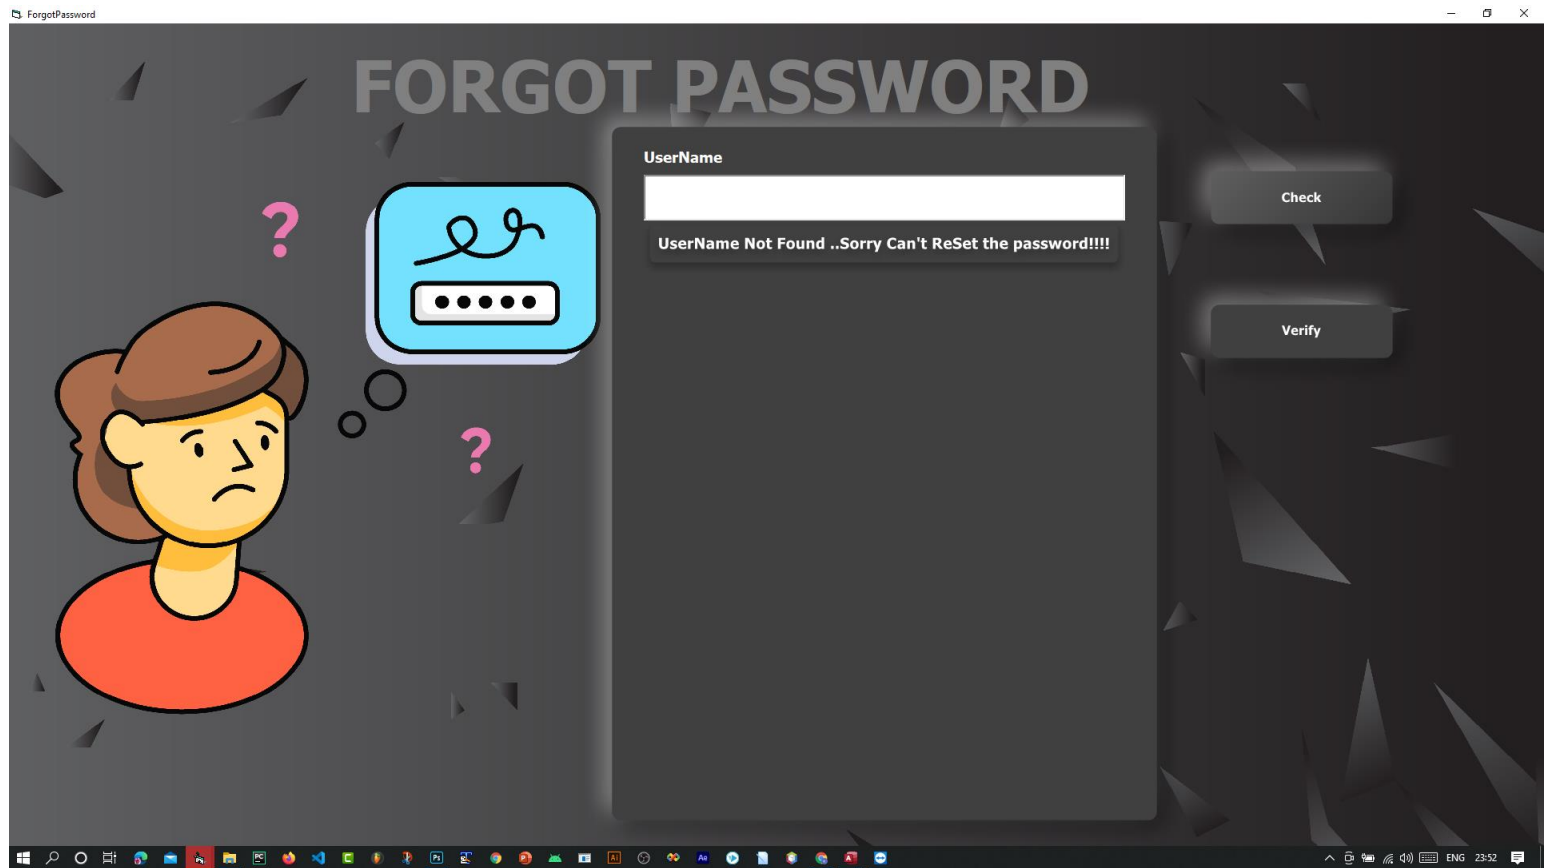 ForgotPassword
FORGOT PASSWORD
UserName
UserName Not Found ..Sorry Can't ReSet the password!!!!
Check
Verify
?
?
ENG 23:52